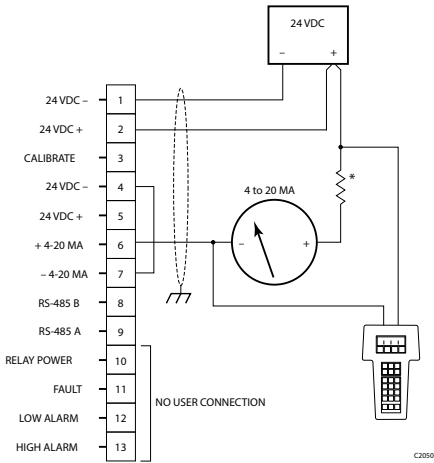 24 VDC
– +
24 VDC – 1
24 VDC + 2
CALIBRATE 3
24 VDC – 4
24 VDC + 5
+ 4-20 MA 6
– 4-20 MA 7
RS-485 B 8
RS-485 A 9
RELAY POWER 10
FAULT 11
LOW ALARM 12
HIGH ALARM 13
*
4 to 20 MA
– +
NO USER CONNECTION
C2050